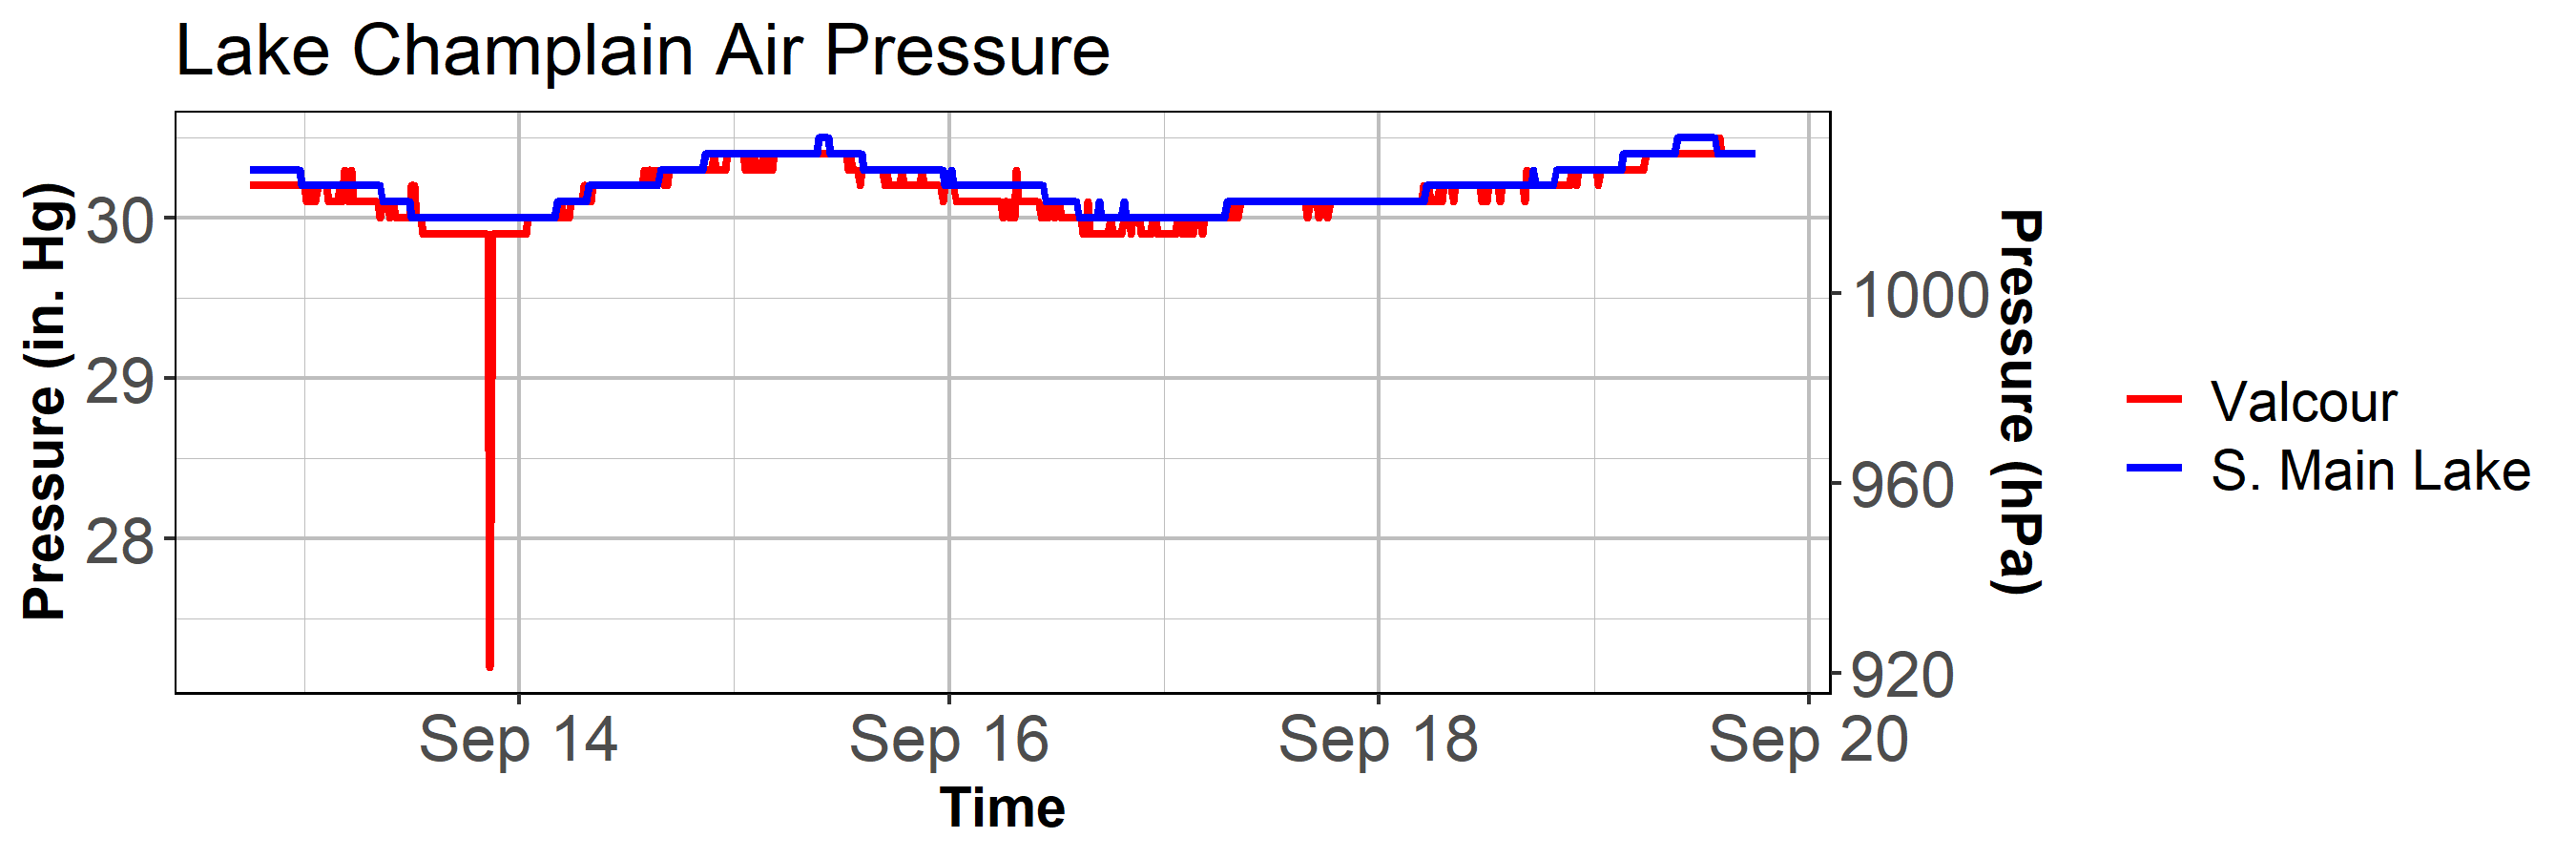 Lake Champlain Air Pressure
Pressure (in. Hg)
30
29
28
1000
960
920
Pressure (hPa)
Sep 14
Sep 16
Sep 18
Sep 20
Time
Valcour
S. Main Lake